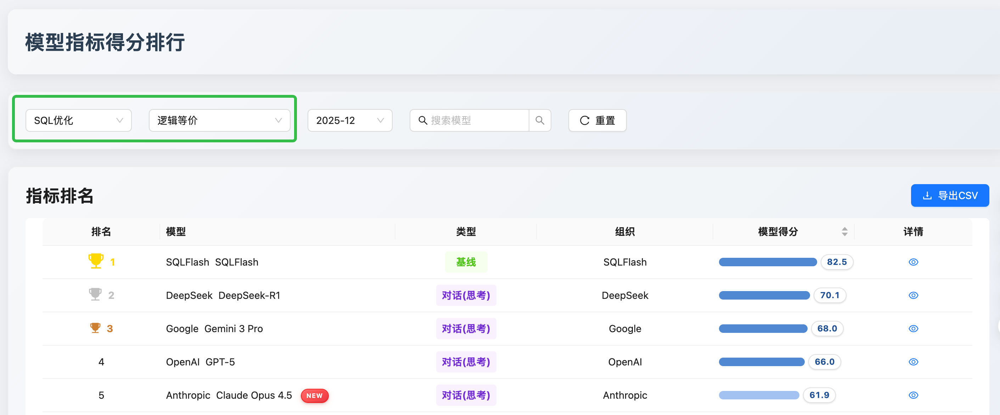 模型指标得分排行
SQL优化 逻辑等价 2025-12 搜索模型 重置
指标排名 导出CSV
排名 模型 类型 组织 模型得分 详情
1 SQLFlash SQLFlash 基线 SQLFlash 82.5
2 DeepSeek DeepSeek-R1 对话(思考) DeepSeek 70.1
3 Google Gemini 3 Pro 对话(思考) Google 68.0
4 OpenAI GPT-5 对话(思考) OpenAI 66.0
5 Anthropic Claude Opus 4.5 NEW 对话(思考) Anthropic 61.9